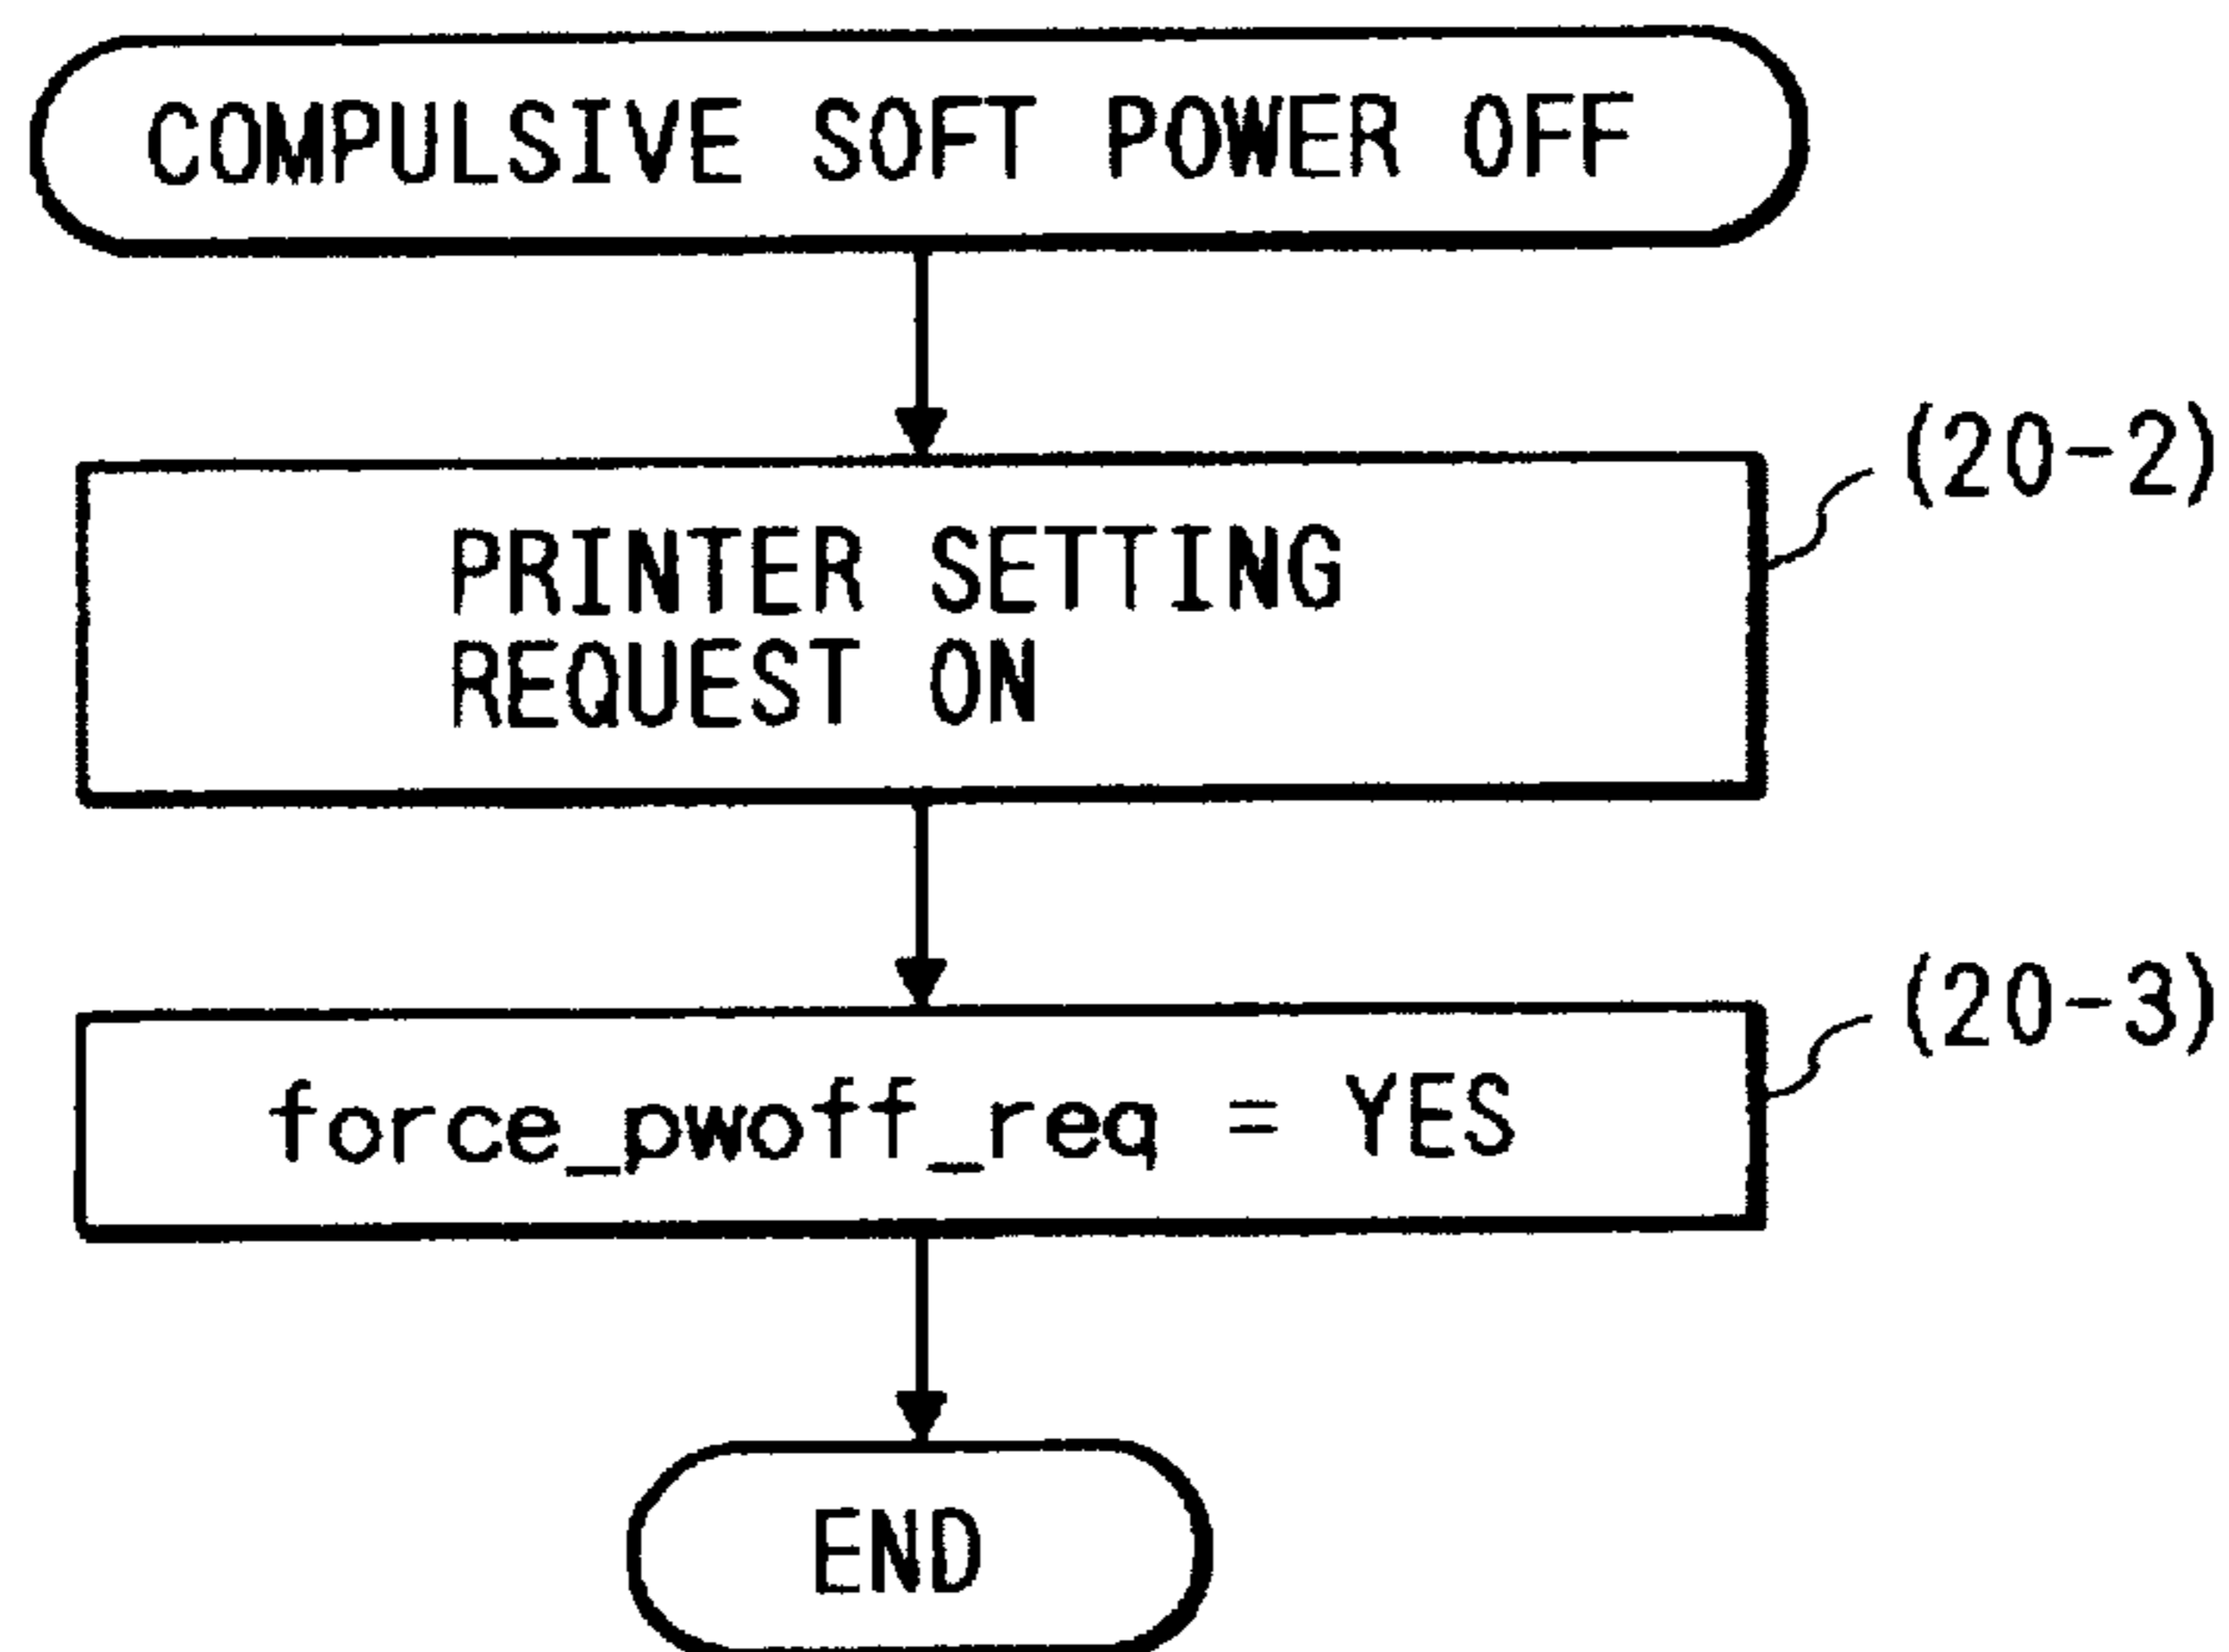 COMPULSIVE SOFT POWER OFF
(20-2)
PRINTER SETTING
REQUEST ON
(20-3)
force_pwoff_req = YES
END